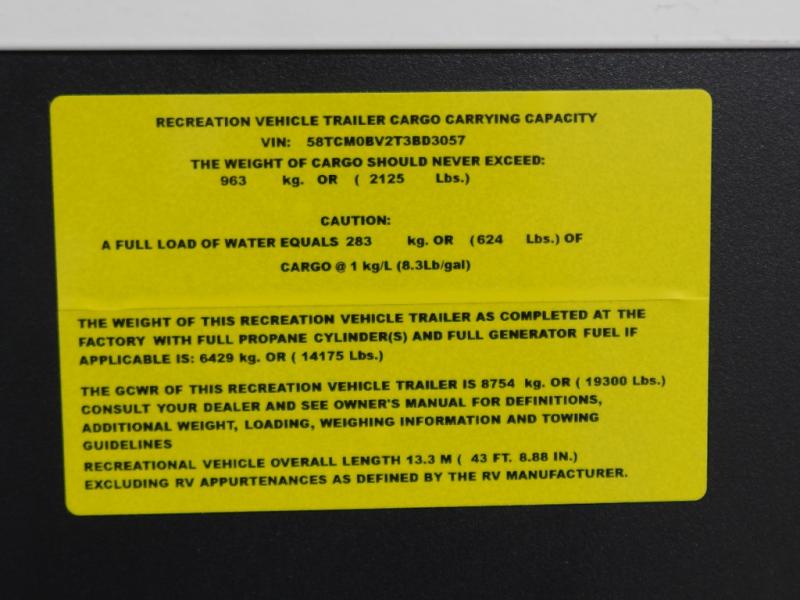 RECREATION VEHICLE TRAILER CARGO CARRYING CAPACITY
VIN: 58TCM0BV2T3BD3057
THE WEIGHT OF CARGO SHOULD NEVER EXCEED:
963 kg. OR ( 2125 Lbs.)
CAUTION:
A FULL LOAD OF WATER EQUALS 283 kg. OR (624 Lbs.) OF
CARGO @ 1 kg/L (8.3Lb/gal)
THE WEIGHT OF THIS RECREATION VEHICLE TRAILER AS COMPLETED AT THE
FACTORY WITH FULL PROPANE CYLINDER(S) AND FULL GENERATOR FUEL IF
APPLICABLE IS: 6429 kg. OR ( 14175 Lbs.)
THE GCWR OF THIS RECREATION VEHICLE TRAILER IS 8754 kg. OR ( 19300 Lbs.)
CONSULT YOUR DEALER AND SEE OWNER'S MANUAL FOR DEFINITIONS,
ADDITIONAL WEIGHT, LOADING, WEIGHING INFORMATION AND TOWING
GUIDELINES
RECREATIONAL VEHICLE OVERALL LENGTH 13.3 M ( 43 FT. 8.88 IN.)
EXCLUDING RV APPURTENANCES AS DEFINED BY THE RV MANUFACTURER.